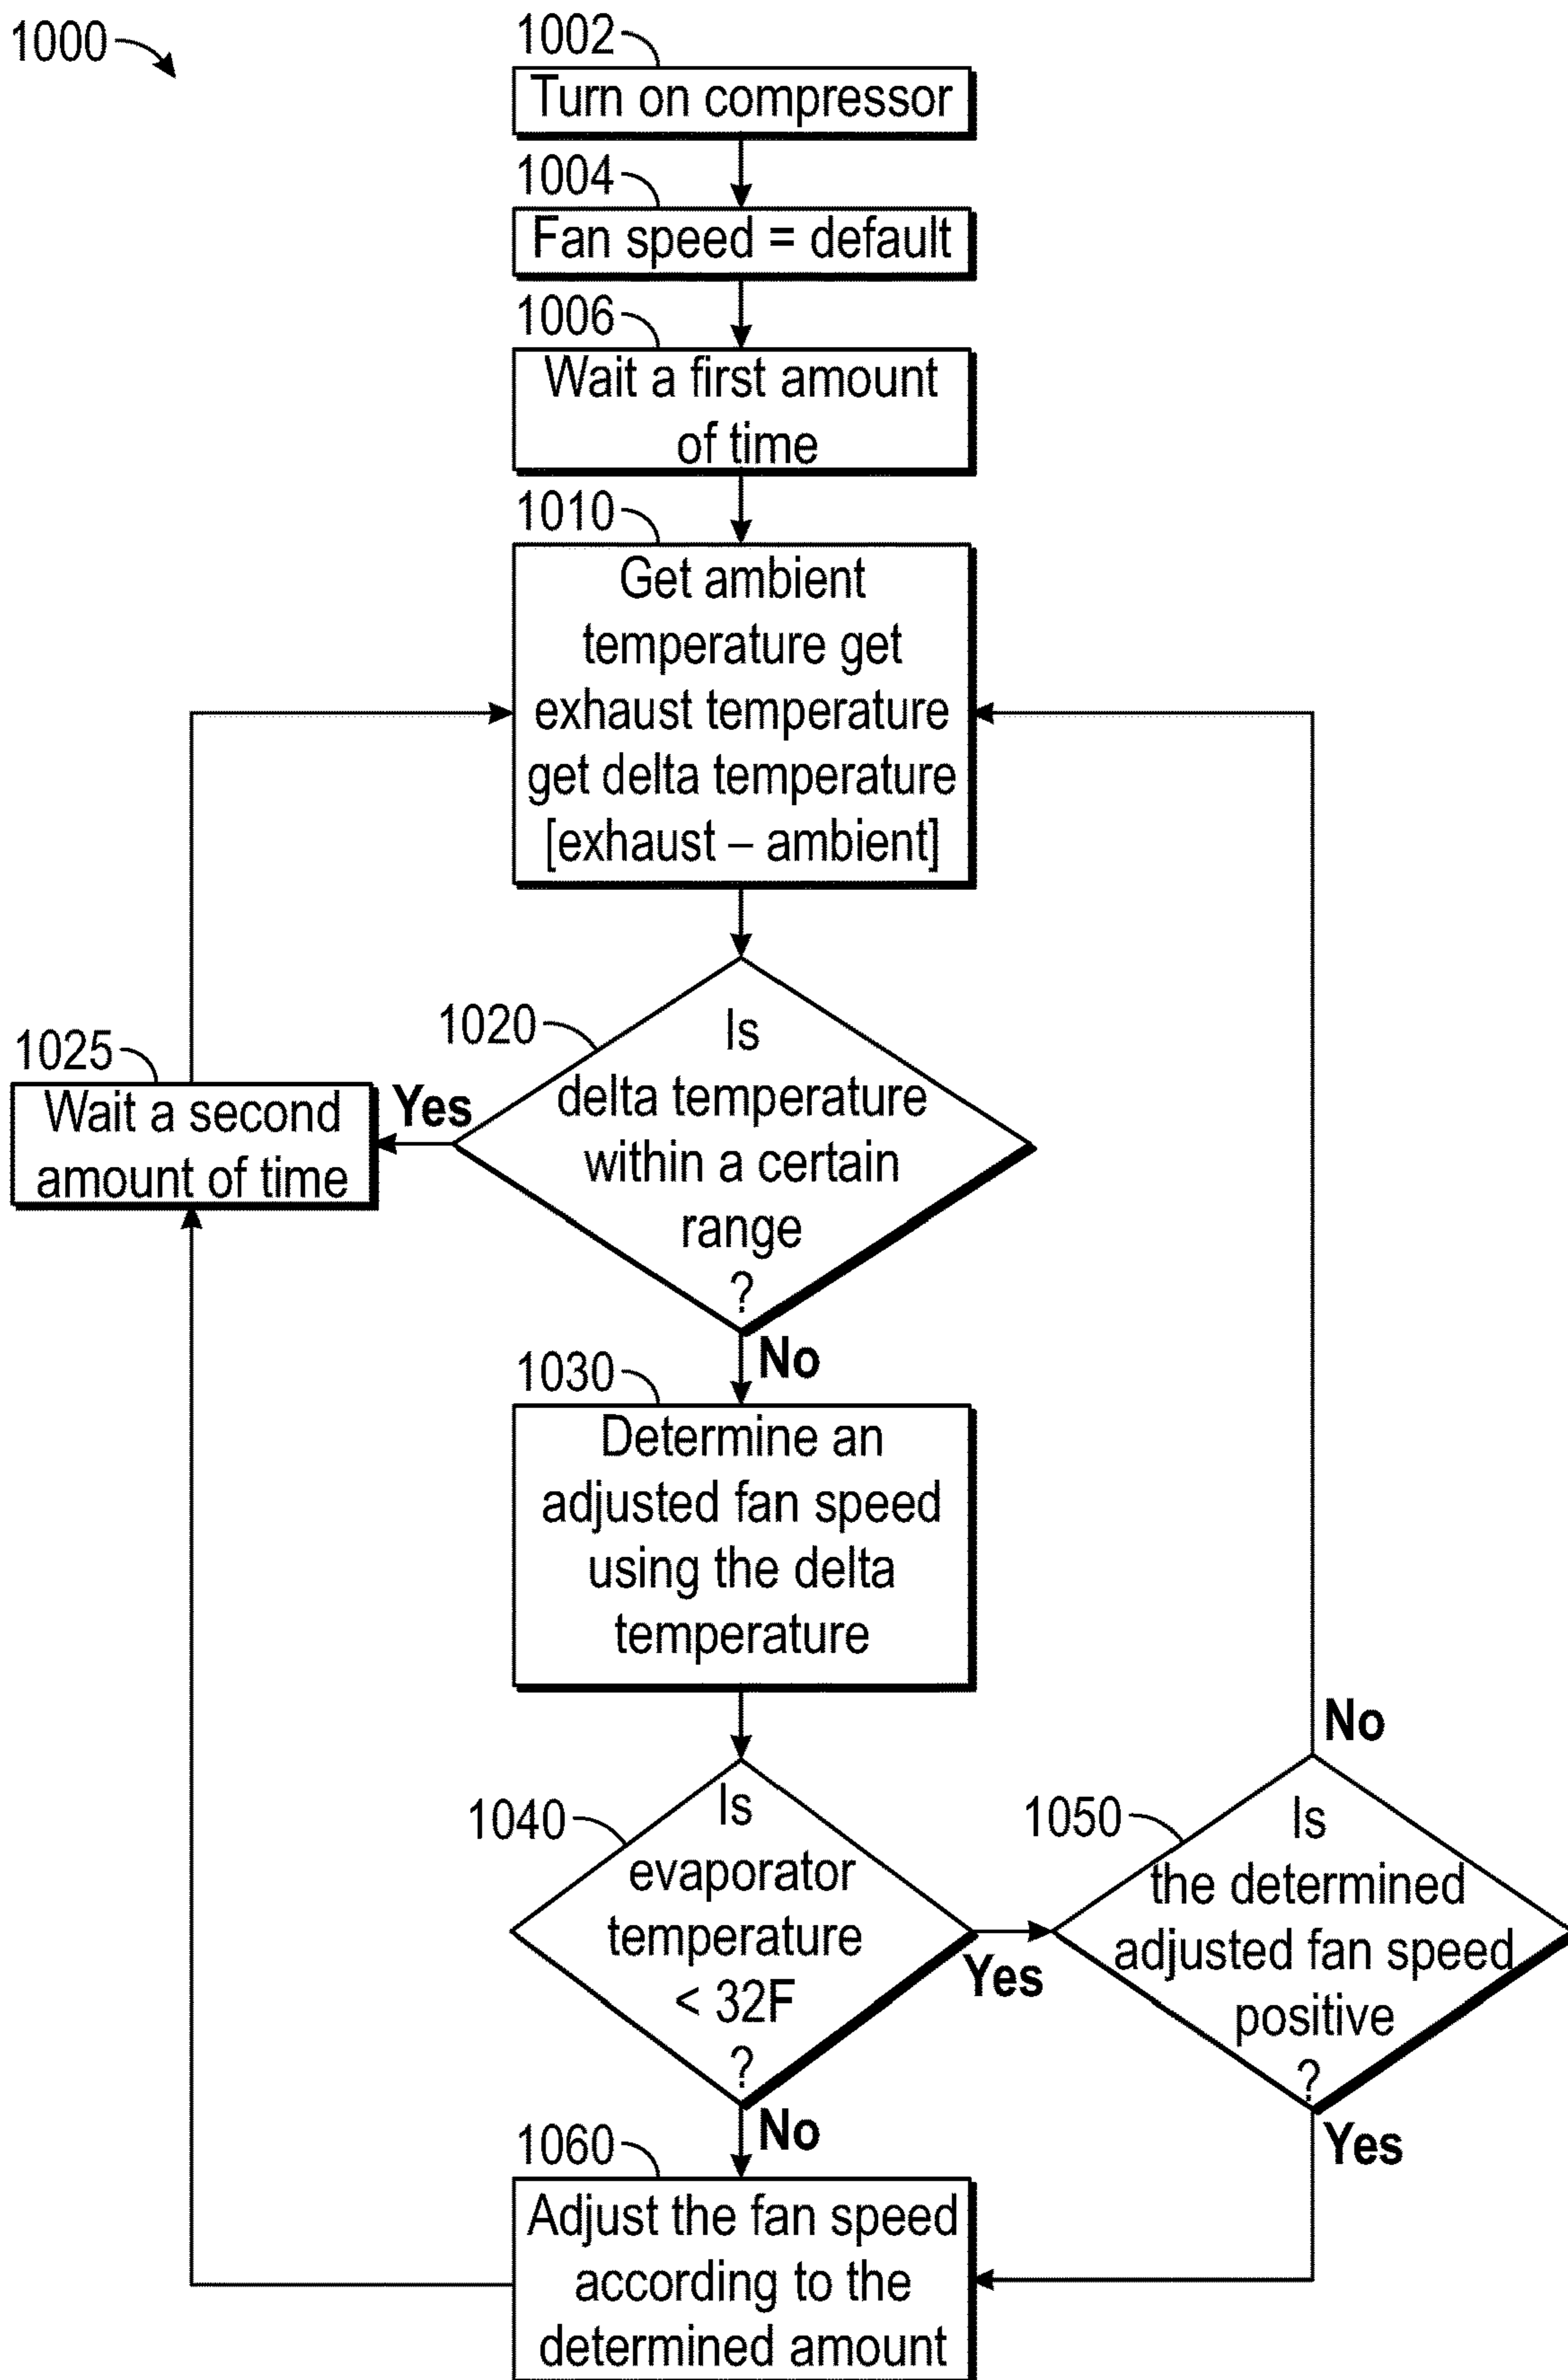 1000
1002
Turn on compressor
1004
Fan speed = default
1006
Wait a first amount
of time
1010
Get ambient
temperature get
exhaust temperature
get delta temperature
[exhaust – ambient]
1020
Is
delta temperature
within a certain
range
?
Yes
1025
Wait a second
amount of time
No
1030
Determine an
adjusted fan speed
using the delta
temperature
1040
Is
evaporator
temperature
< 32F
?
Yes
No
1050
Is
the determined
adjusted fan speed
positive
?
No
Yes
1060
Adjust the fan speed
according to the
determined amount